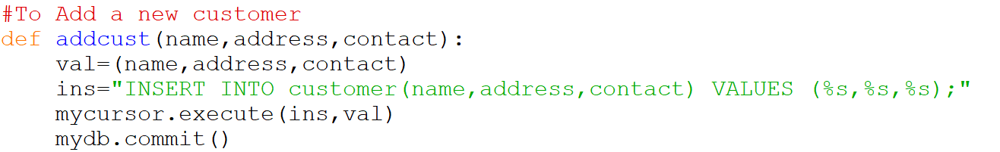 #To Add a new customer
def addcust(name,address,contact):
    val=(name,address,contact)
    ins="INSERT INTO customer(name,address,contact) VALUES (%s,%s,%s);"
    mycursor.execute(ins,val)
    mydb.commit()